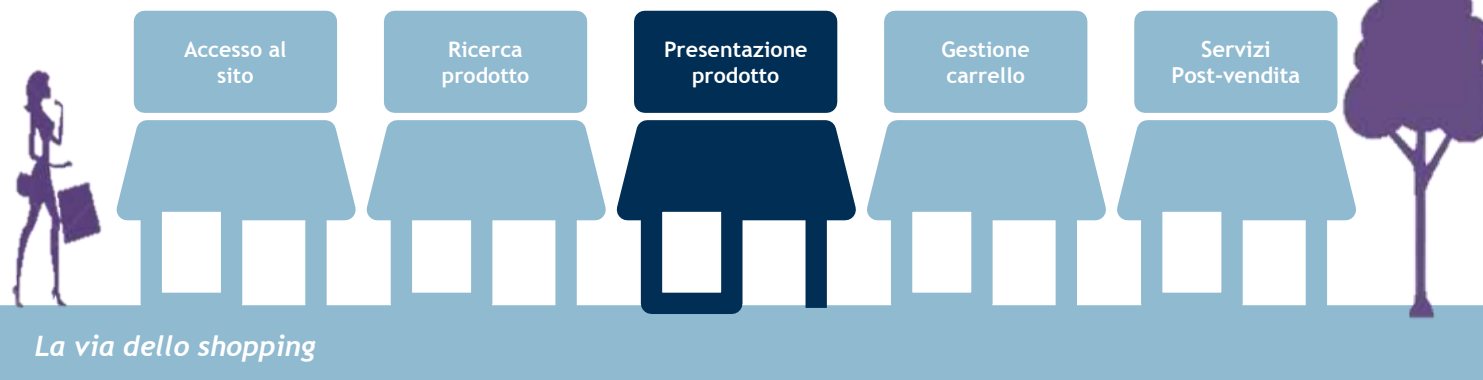 Accesso al
sito
Ricerca
prodotto
Presentazione
prodotto
Gestione
carrello
Servizi
Post-vendita
La via dello shopping